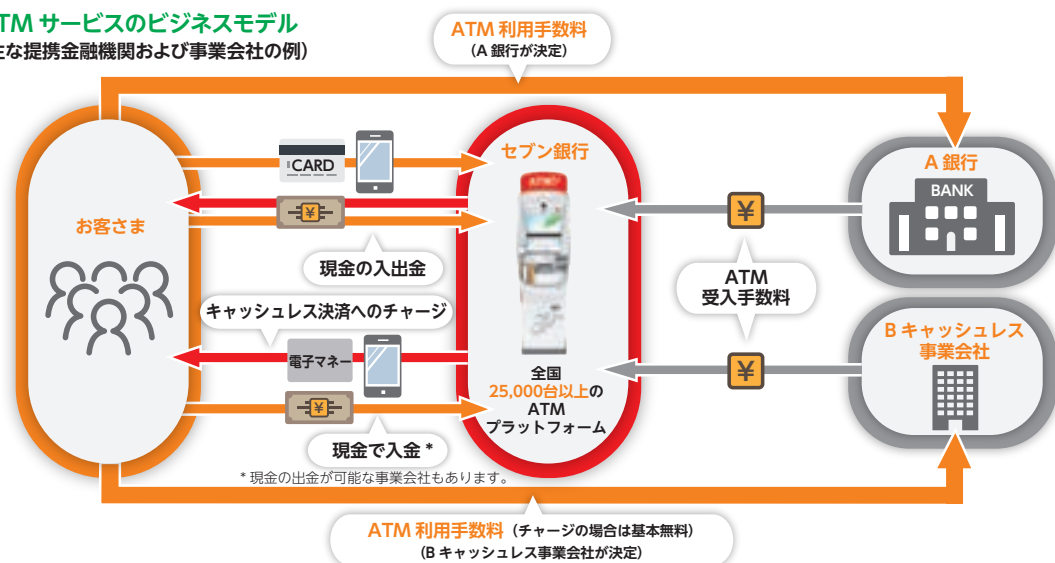 TM サービスのビジネスモデル
な提携金融機関および事業会社の例）
ATM 利用手数料
（A 銀行が決定）
お客さま
CARD
¥
現金の入出金
キャッシュレス決済へのチャージ
電子マネー
¥
現金で入金 *
* 現金の出金が可能な事業会社もあります。
セブン銀行
ATM
全国
25,000台以上の
ATM
プラットフォーム
¥
ATM
受入手数料
¥
A 銀行
BANK
B キャッシュレス
事業会社
ATM 利用手数料（チャージの場合は基本無料）
（B キャッシュレス事業会社が決定）